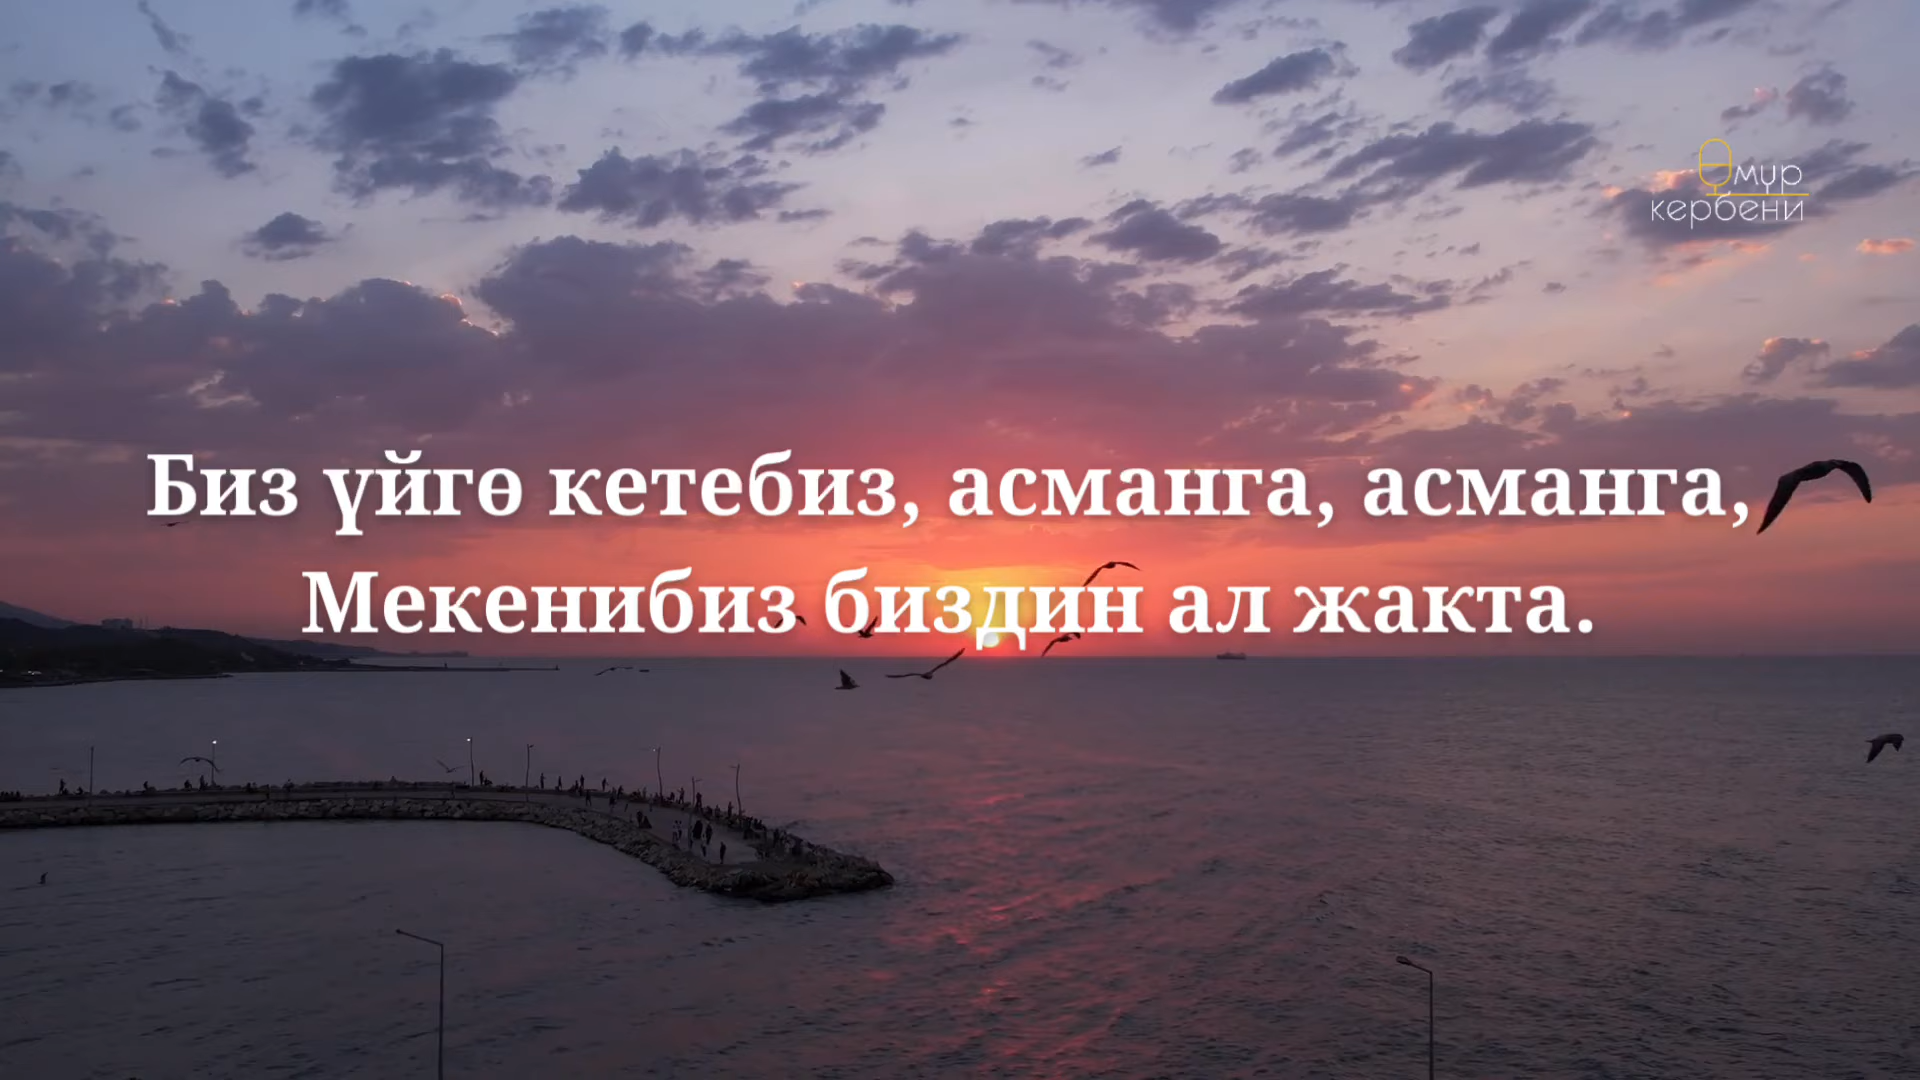 Өмүр
кербени
Биз үйгө кетебиз, асманга, асманга,
Мекенибиз биздин ал жакта.